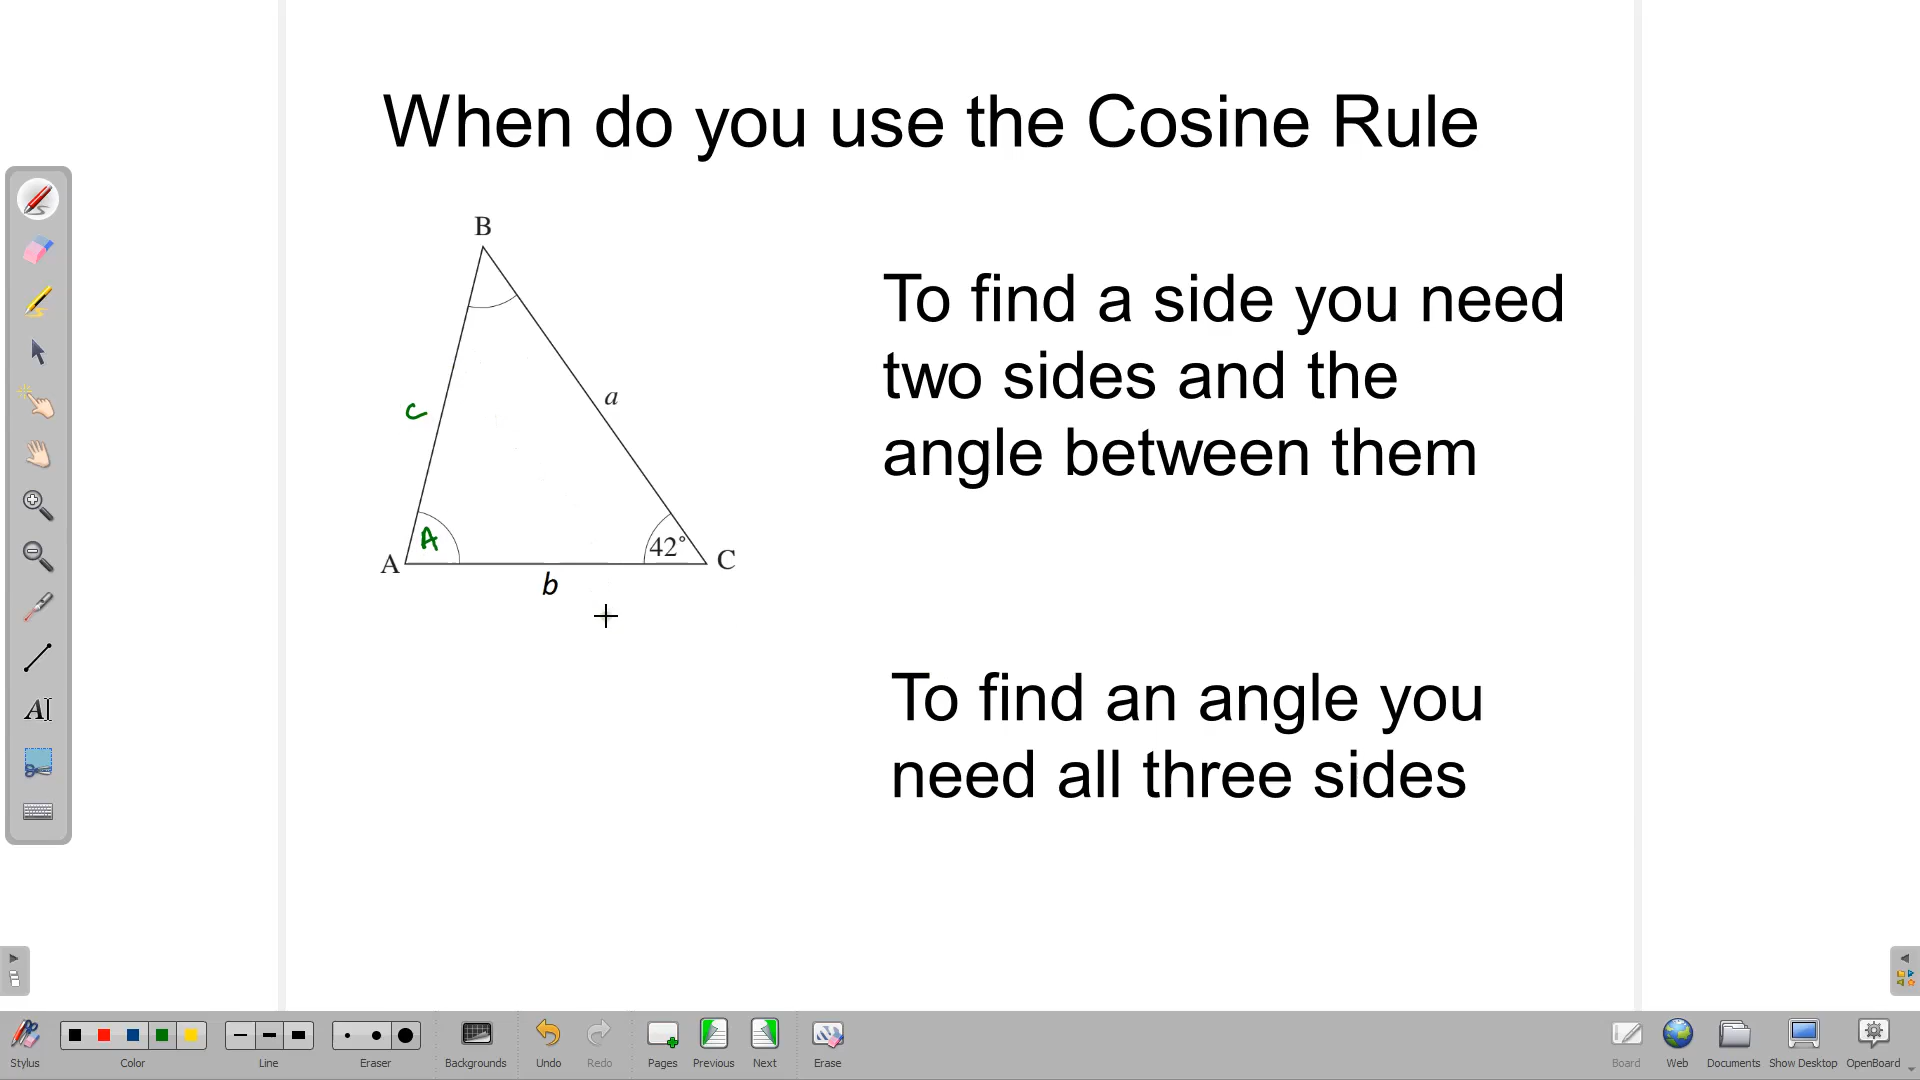 When do you use the Cosine Rule
B
To find a side you need
two sides and the
angle between them
a
c
A
A
42°
C
b
To find an angle you
need all three sides
Stylus
Color
Line
Eraser
Backgrounds
Undo
Redo
Pages
Previous
Next
Erase
Board
Web
Documents
Show Desktop
OpenBoard